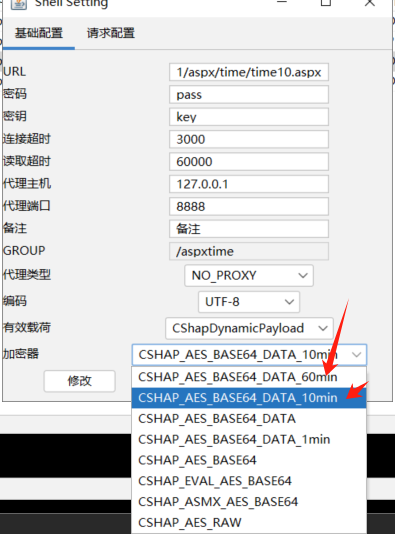 Shell Setting
基础配置 请求配置
URL 1/aspx/time/time10.aspx
密码 pass
密钥 key
连接超时 3000
读取超时 60000
代理主机 127.0.0.1
代理端口 8888
备注 备注
GROUP /aspxtime
代理类型 NO_PROXY
编码 UTF-8
有效载荷 CShapDynamicPayload
加密器 CSHAP_AES_BASE64_DATA_10min
修改
CSHAP_AES_BASE64_DATA_60min
CSHAP_AES_BASE64_DATA_10min
CSHAP_AES_BASE64_DATA
CSHAP_AES_BASE64_DATA_1min
CSHAP_AES_BASE64
CSHAP_EVAL_AES_BASE64
CSHAP_ASMX_AES_BASE64
CSHAP_AES_RAW